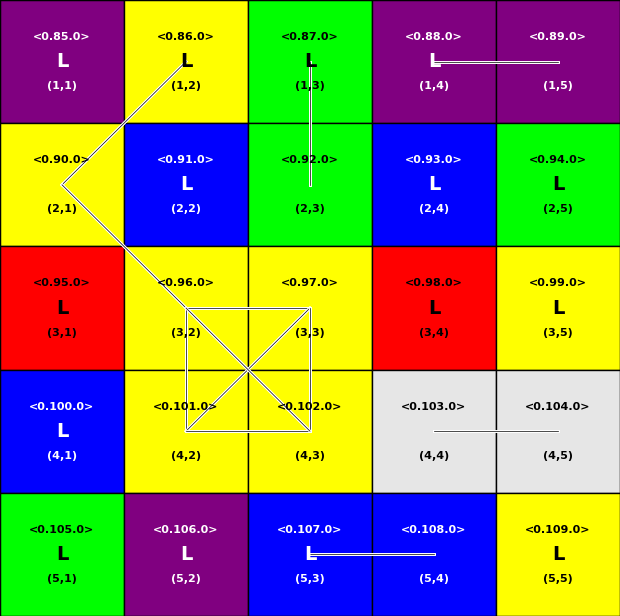 <0.85.0> <0.86.0> <0.87.0> <0.88.0> <0.89.0>
L L L L
(1,1) (1,2) (1,3) (1,4) (1,5)
<0.90.0> <0.91.0> <0.92.0> <0.93.0> <0.94.0>
L L L
(2,1) (2,2) (2,3) (2,4) (2,5)
<0.95.0> <0.96.0> <0.97.0> <0.98.0> <0.99.0>
L L L
(3,1) (3,2) (3,3) (3,4) (3,5)
<0.100.0> <0.101.0> <0.102.0> <0.103.0> <0.104.0>
L
(4,1) (4,2) (4,3) (4,4) (4,5)
<0.105.0> <0.106.0> <0.107.0> <0.108.0> <0.109.0>
L L L L
(5,1) (5,2) (5,3) (5,4) (5,5)